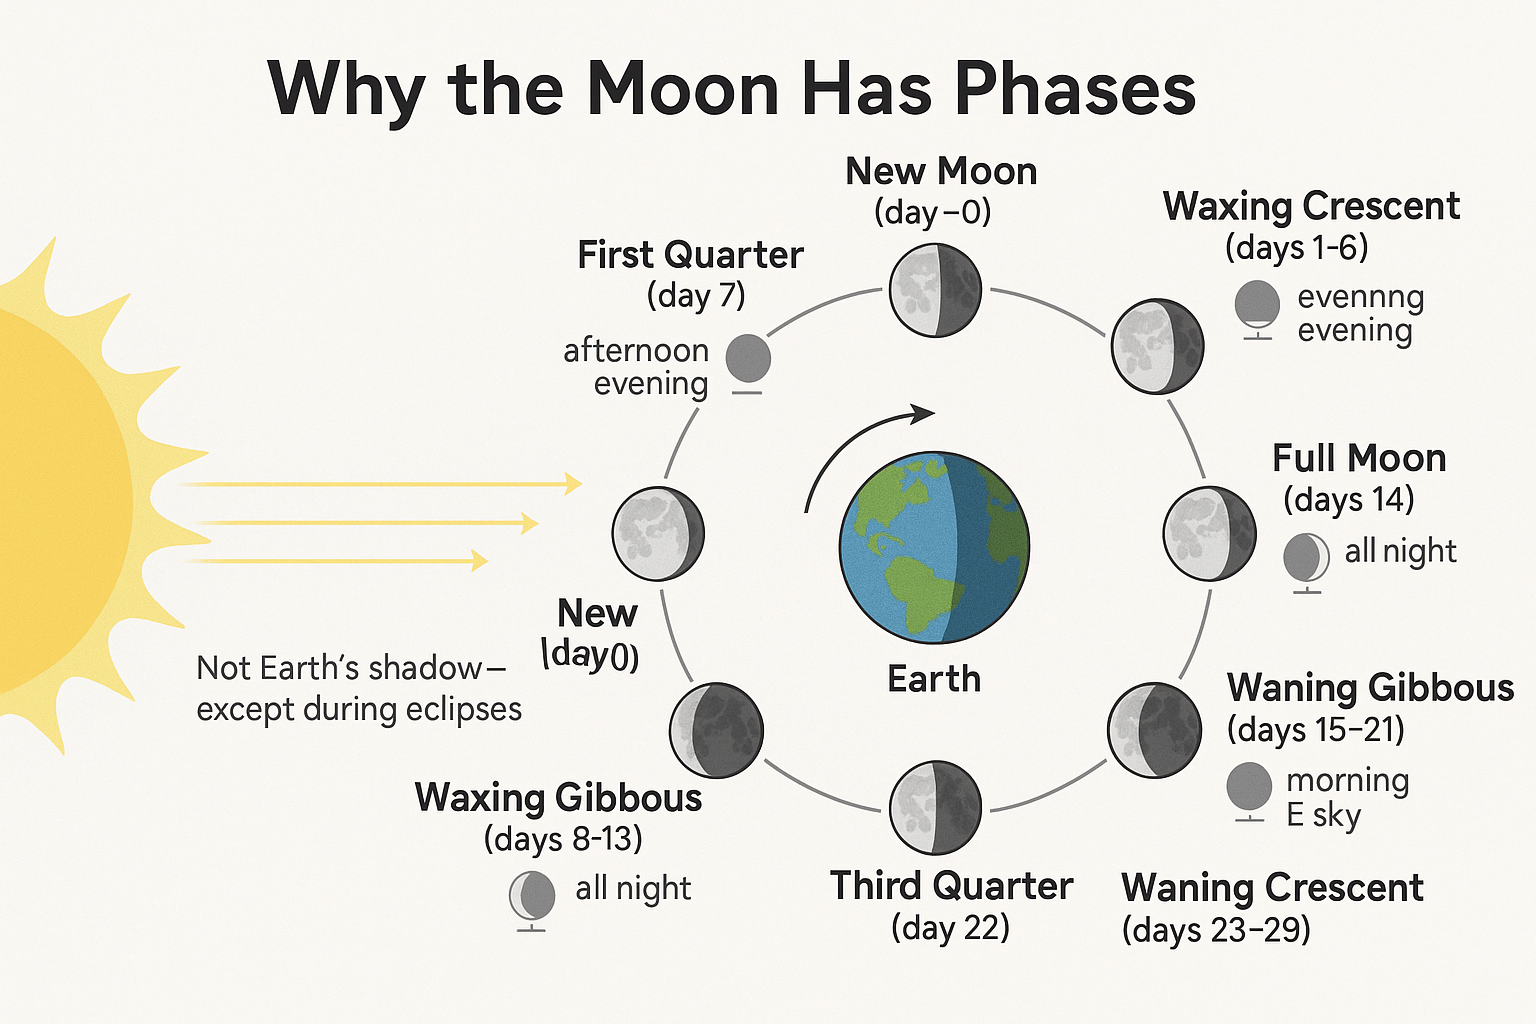 Why the Moon Has Phases
New Moon
(day–0)
Waxing Crescent
(days 1-6)
evennng
evening
First Quarter
(day 7)
afternoon
evening
Full Moon
(days 14)
all night
New
\day0)
Earth
Not Earth's shadow–
except during eclipses
Waning Gibbous
(days 15–21)
morning
E sky
Waxing Gibbous
(days 8-13)
all night
Third Quarter
(day 22)
Waning Crescent
(days 23–29)